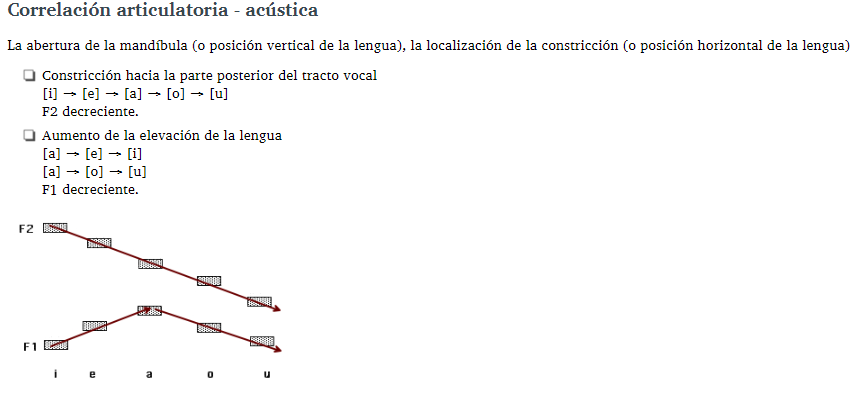 Correlación articulatoria - acústica
La abertura de la mandíbula (o posición vertical de la lengua), la localización de la constricción (o posición horizontal de la lengua)
Constricción hacia la parte posterior del tracto vocal
[i] → [e] → [a] → [o] → [u]
F2 decreciente.
Aumento de la elevación de la lengua
[a] → [e] → [i]
[a] → [o] → [u]
F1 decreciente.
F2
F1
i e a o u